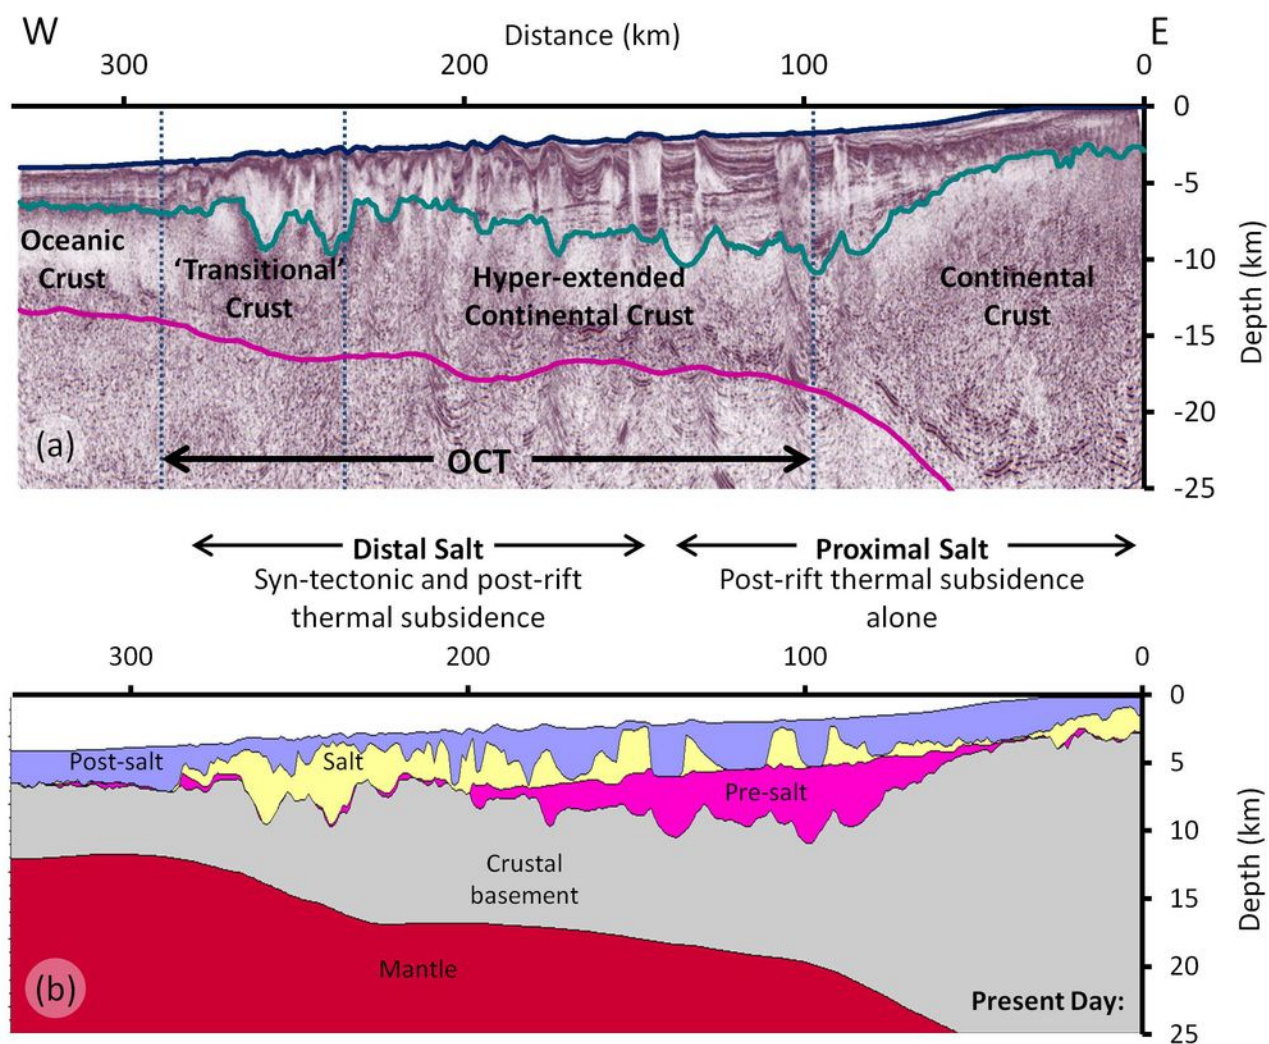 W
Distance (km)
E
300
200
100
0
0
-5
-10
-15
-20
-25
Depth (km)
Oceanic
Crust
‘Transitional’
Crust
Hyper-extended
Continental Crust
Continental
Crust
(a)
OCT
Distal Salt
Syn-tectonic and post-rift
thermal subsidence
Proximal Salt
Post-rift thermal subsidence
alone
300
200
100
0
0
5
10
15
20
25
Depth (km)
Post-salt
Salt
Pre-salt
Crustal
basement
Mantle
(b)
Present Day: